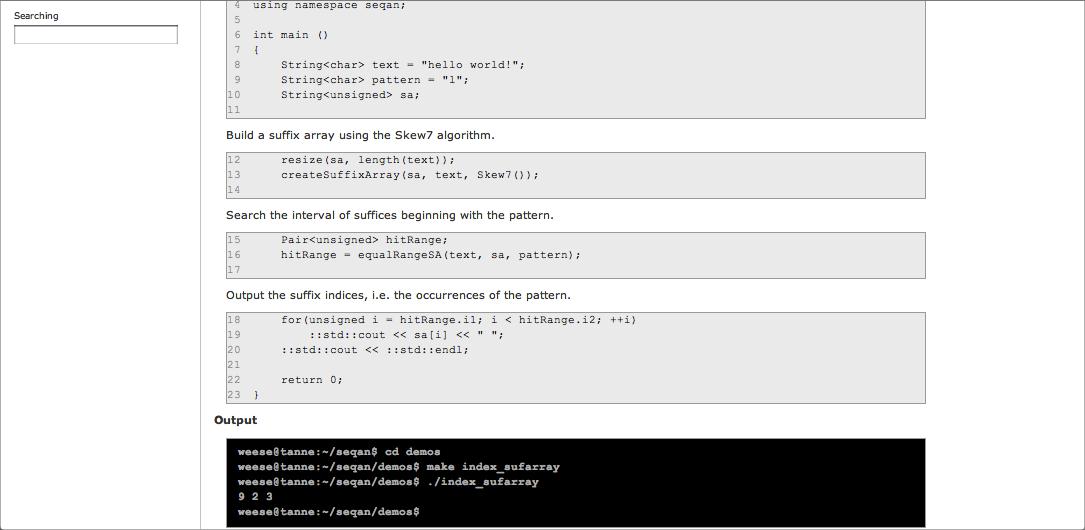 Searching
4 using namespace seqan;
5
6 int main ()
7 {
8 String<char> text = "hello world!";
9 String<char> pattern = "l";
10 String<unsigned> sa;
11
Build a suffix array using the Skew7 algorithm.
12 resize(sa, length(text));
13 createSuffixArray(sa, text, Skew7());
14
Search the interval of suffices beginning with the pattern.
15 Pair<unsigned> hitRange;
16 hitRange = equalRangeSA(text, sa, pattern);
17
Output the suffix indices, i.e. the occurrences of the pattern.
18 for(unsigned i = hitRange.i1; i < hitRange.i2; ++i)
19 ::std::cout << sa[i] << " ";
20 ::std::cout << ::std::endl;
21
22 return 0;
23 }
Output
weese@tanne:~/seqan$ cd demos
weese@tanne:~/seqan/demos$ make index_sufarray
weese@tanne:~/seqan/demos$ ./index_sufarray
9 2 3
weese@tanne:~/seqan/demos$